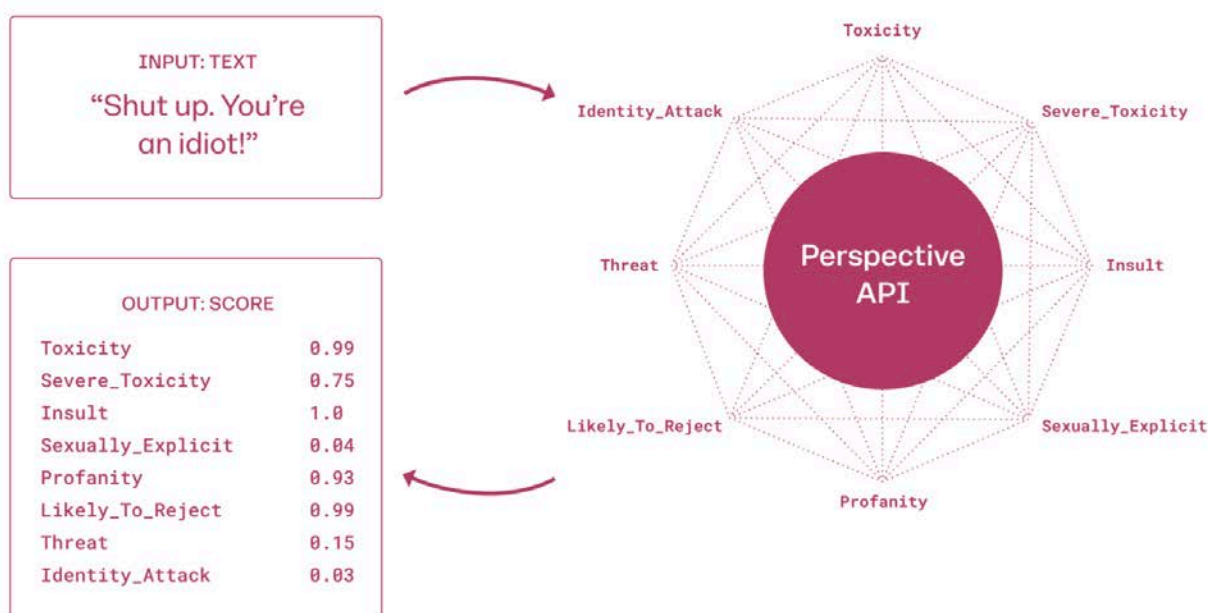 INPUT: TEXT
“Shut up. You’re
an idiot!”
OUTPUT: SCORE
Toxicity 0.99
Severe_Toxicity 0.75
Insult 1.0
Sexually_Explicit 0.04
Profanity 0.93
Likely_To_Reject 0.99
Threat 0.15
Identity_Attack 0.03
Toxicity
Identity_Attack
Severe_Toxicity
Threat
Perspective
API
Insult
Likely_To_Reject
Sexually_Explicit
Profanity